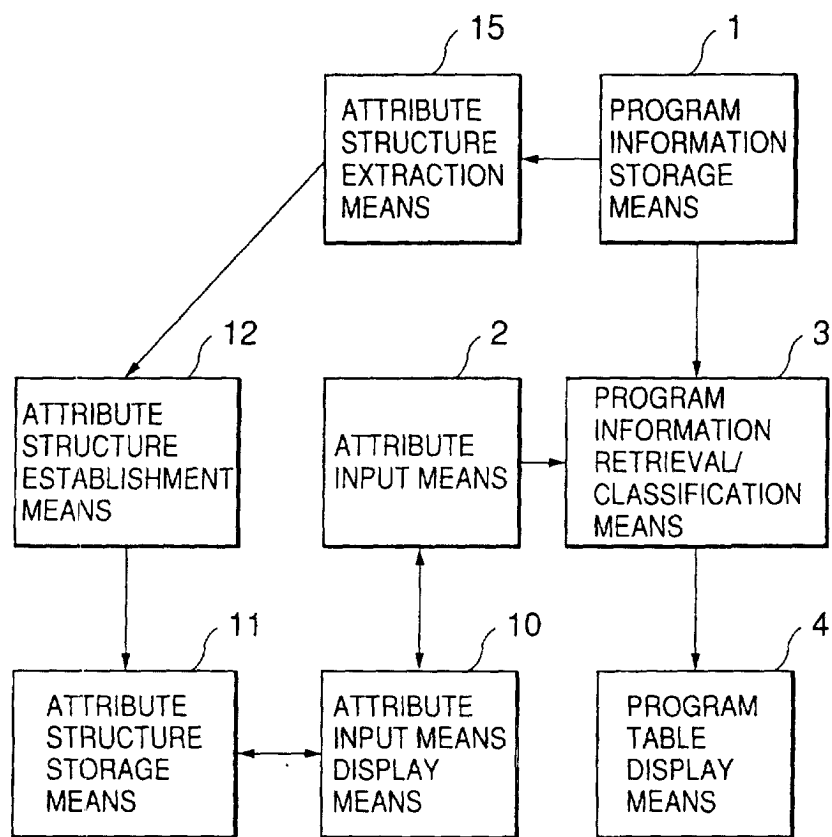 15
ATTRIBUTE
STRUCTURE
EXTRACTION
MEANS
1
PROGRAM
INFORMATION
STORAGE
MEANS
12
ATTRIBUTE
STRUCTURE
ESTABLISHMENT
MEANS
2
ATTRIBUTE
INPUT MEANS
3
PROGRAM
INFORMATION
RETRIEVAL/
CLASSIFICATION
MEANS
11
ATTRIBUTE
STRUCTURE
STORAGE
MEANS
10
ATTRIBUTE
INPUT MEANS
DISPLAY
MEANS
4
PROGRAM
TABLE
DISPLAY
MEANS